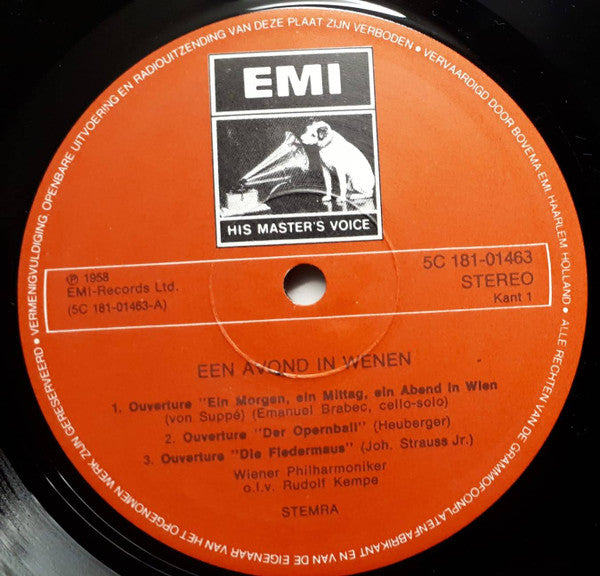 VERMENIGVULDIGING OPENBARE UITVOERING EN RADIOUITZENDING VAN DEZE PLAAT ZIJN VERBODEN • VERVAARDIGD DOOR BOVEMA-EMI HAARLEM HOLLAND • ALLE RECHTEN VAN DE GRAMMOFOONPLATENFABRIKANT EN VAN DE EIGENAAR VAN HET OPGENOMEN WERK ZIJN GERESERVEERD •
EMI
HIS MASTER'S VOICE
℗ 1958
EMI-Records Ltd.
(5C 181-01463-A)
5C 181-01463
STEREO
Kant 1
EEN AVOND IN WENEN
1. Ouverture "Ein Morgen, ein Mittag, ein Abend in Wien
(von Suppé) (Emanuel Brabec, cello-solo)
2. Ouverture "Der Opernball" (Heuberger)
3. Ouverture "Die Fledermaus" (Joh. Strauss Jr.)
Wiener Philharmoniker
o.l.v. Rudolf Kempe
STEMRA